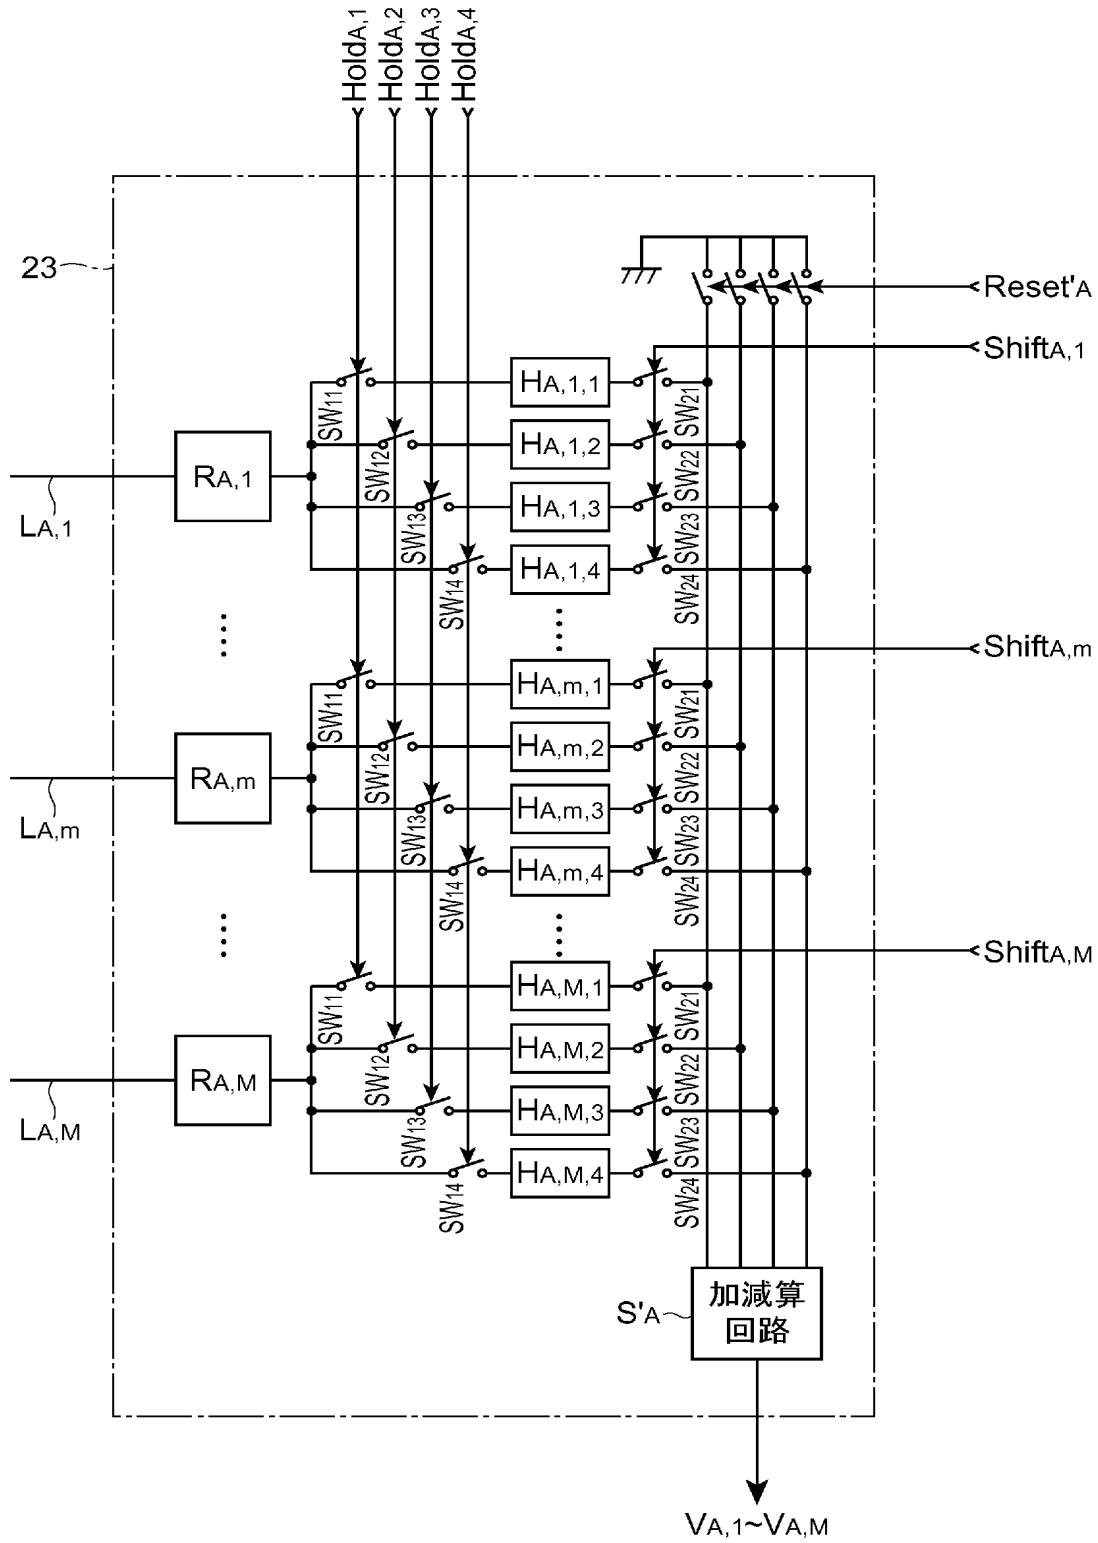 HoldA,1
HoldA,2
HoldA,3
HoldA,4
23
Reset'A
ShiftA,1
SW11
HA,1,1
SW21
SW12
HA,1,2
SW22
RA,1
LA,1
SW13
HA,1,3
SW23
SW14
HA,1,4
SW24
ShiftA,m
SW11
HA,m,1
SW21
SW12
HA,m,2
SW22
RA,m
LA,m
SW13
HA,m,3
SW23
SW14
HA,m,4
SW24
ShiftA,M
SW11
HA,M,1
SW21
SW12
HA,M,2
SW22
RA,M
LA,M
SW13
HA,M,3
SW23
SW14
HA,M,4
SW24
S'A
加減算
回路
VA,1~VA,M